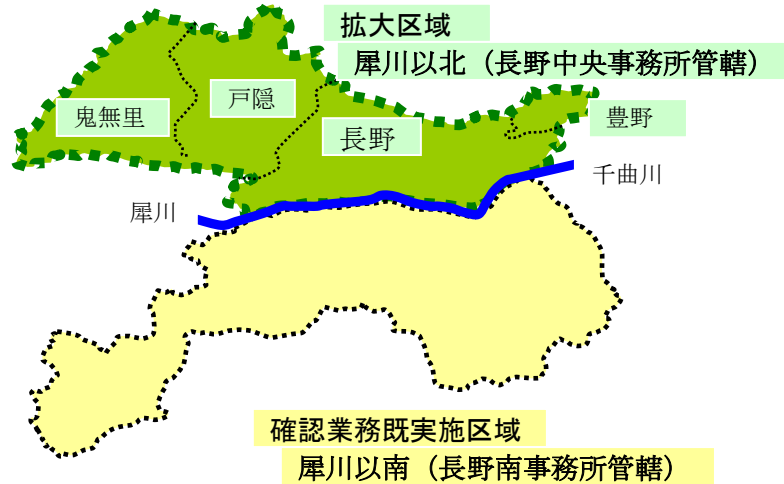 拡大区域
犀川以北（長野中央事務所管轄）
鬼無里
戸隠
長野
豊野
千曲川
犀川
確認業務既実施区域
犀川以南（長野南事務所管轄）